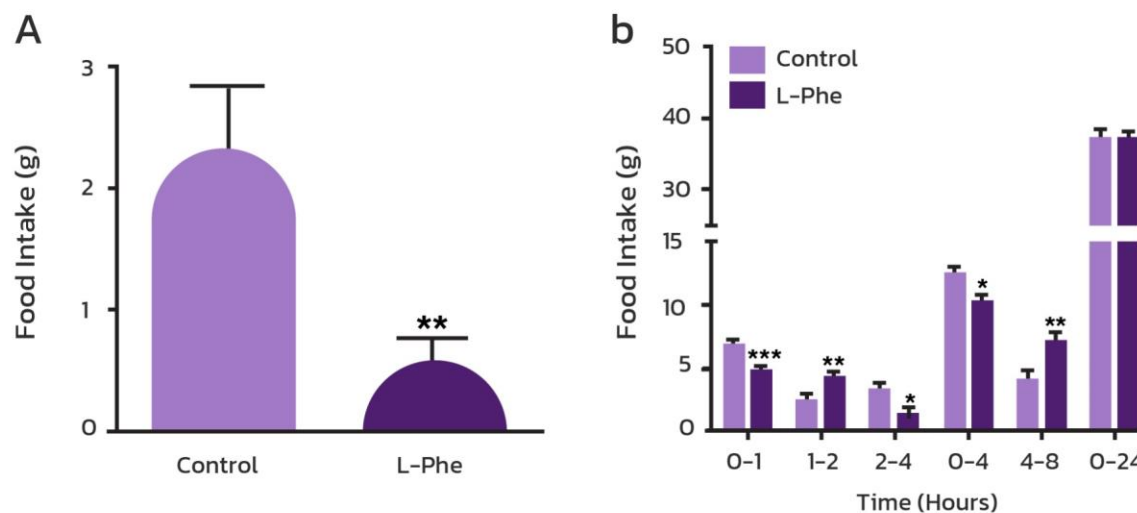 A
Food Intake (g)
3
2
1
0
**
Control
L-Phe
b
Food Intake (g)
50
40
30
15
10
5
0
Control
L-Phe
***
**
*
*
**
0-1
1-2
2-4
0-4
4-8
0-24
Time (Hours)